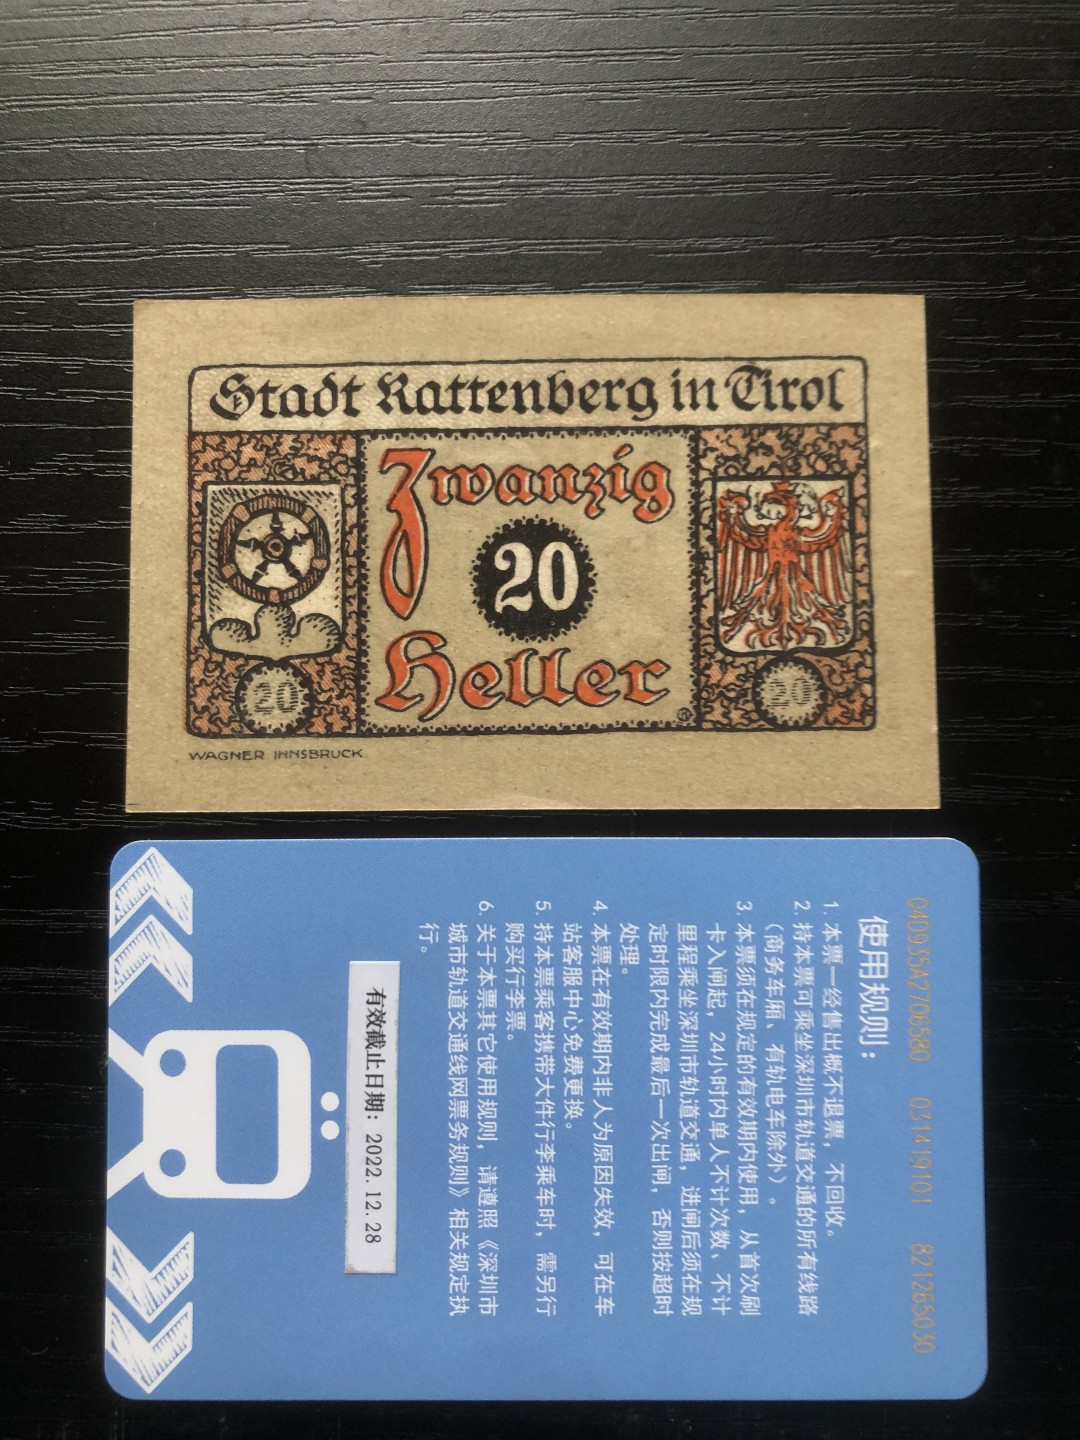 Stadt Rattenberg in Tirol
Zwanzig
20
Heller
20
20
WAGNER INNSBRUCK
04D935A2706580 031419101 821285030
使用规则：
1. 本票一经售出概不退票，不回收。
2. 持本票可乘坐深圳市轨道交通的所有线路
（商务车厢、有轨电车除外）。
3. 本票须在规定的有效期内使用，从首次刷
卡入闸起，24小时内单人不计次数、不计
里程乘坐深圳市轨道交通，进闸后须在规
定时限内完成最后一次出闸，否则按超时
处理。
4. 本票在有效期内非人为原因失效，可在车
站客服中心免费更换。
5. 持本票乘客携带大件行李乘车时，需另行
购买行李票。
6. 关于本票其它使用规则，请遵照《深圳市
城市轨道交通线网票务规则》相关规定执
行。
有效截止日期：2022.12.28